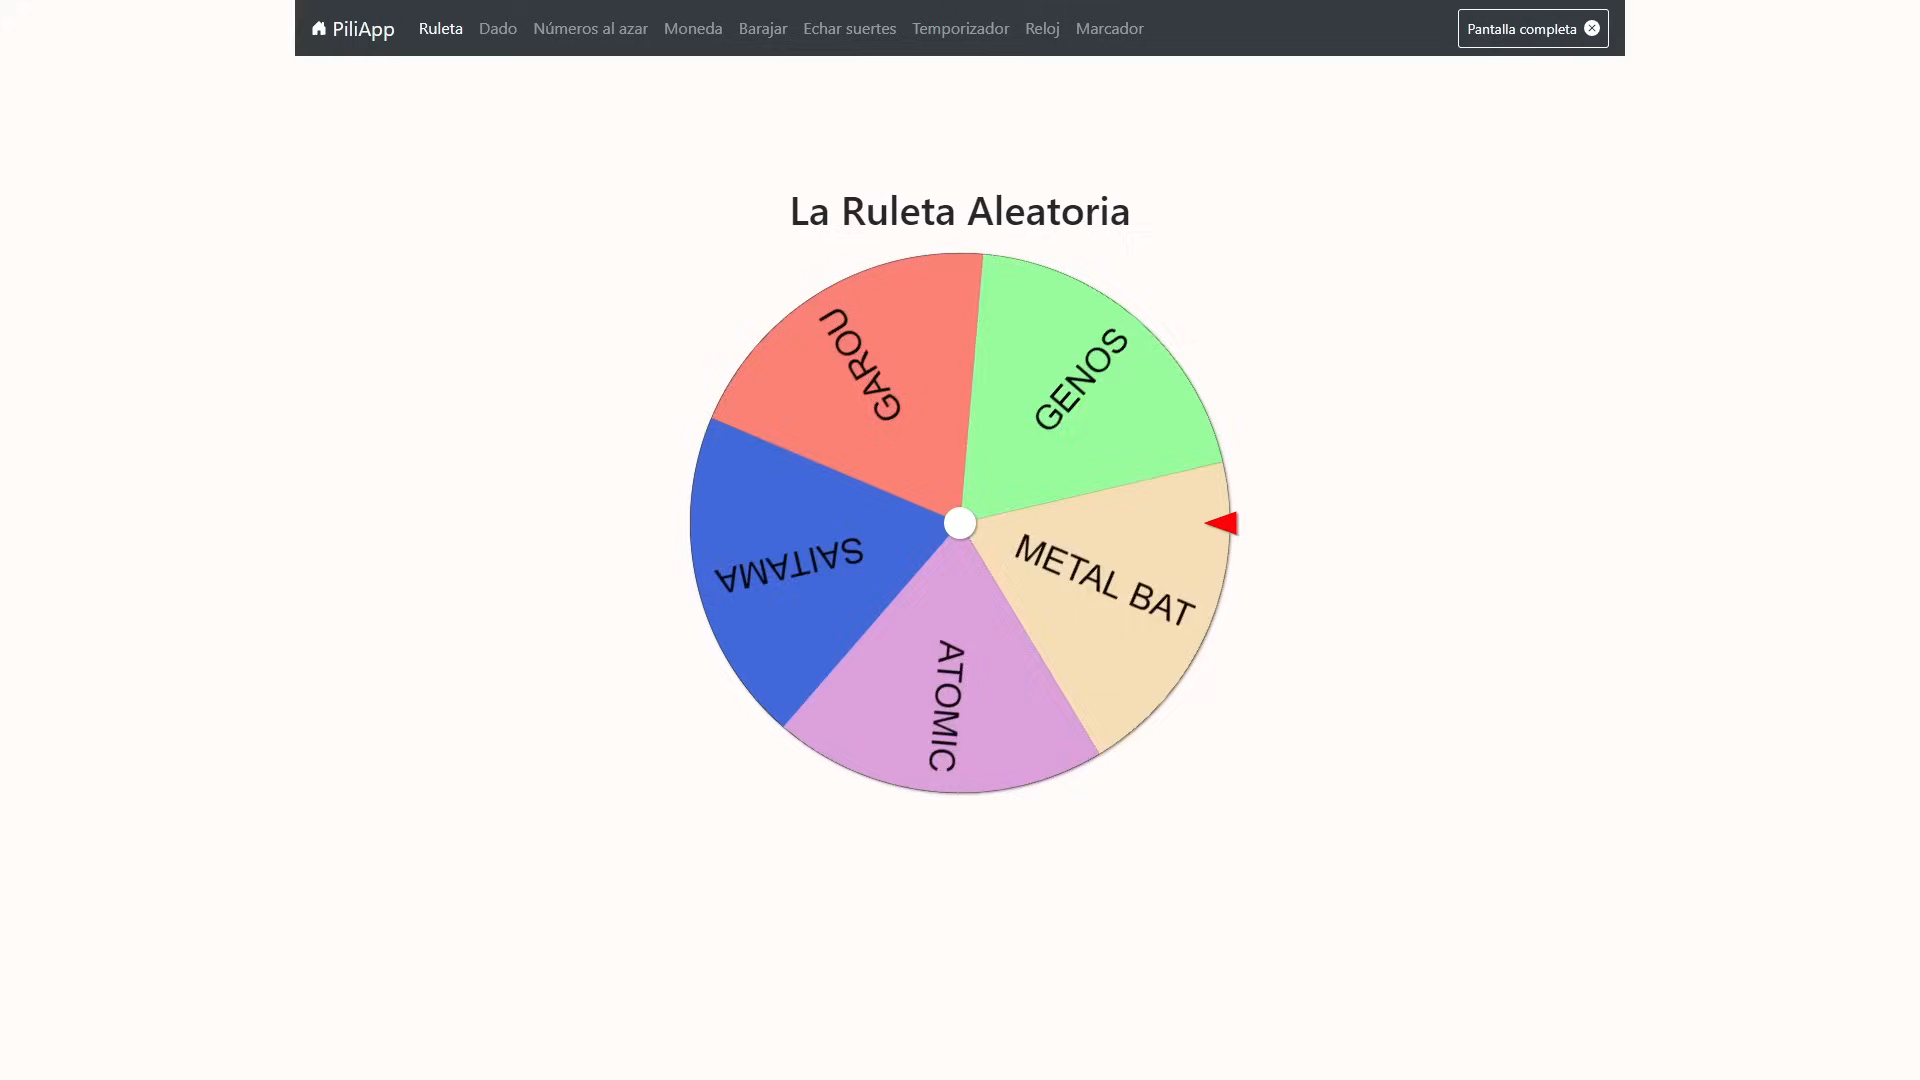 PiliApp Ruleta Dado Números al azar Moneda Barajar Echar suertes Temporizador Reloj Marcador Pantalla completa
La Ruleta Aleatoria
GAROU
GENOS
SAITAMA
METAL BAT
ATOMIC